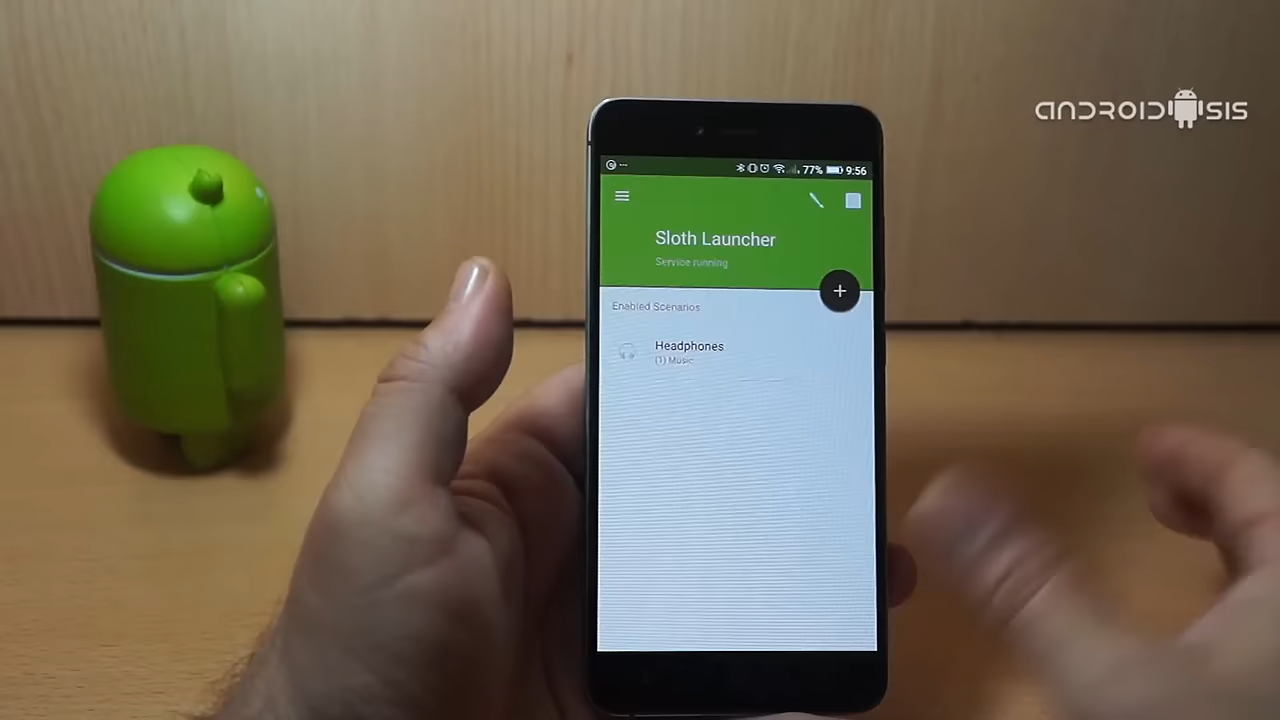 ANDROIDSIS
77% 9:56
Sloth Launcher
Service running
Enabled Scenarios
Headphones
(1) Music